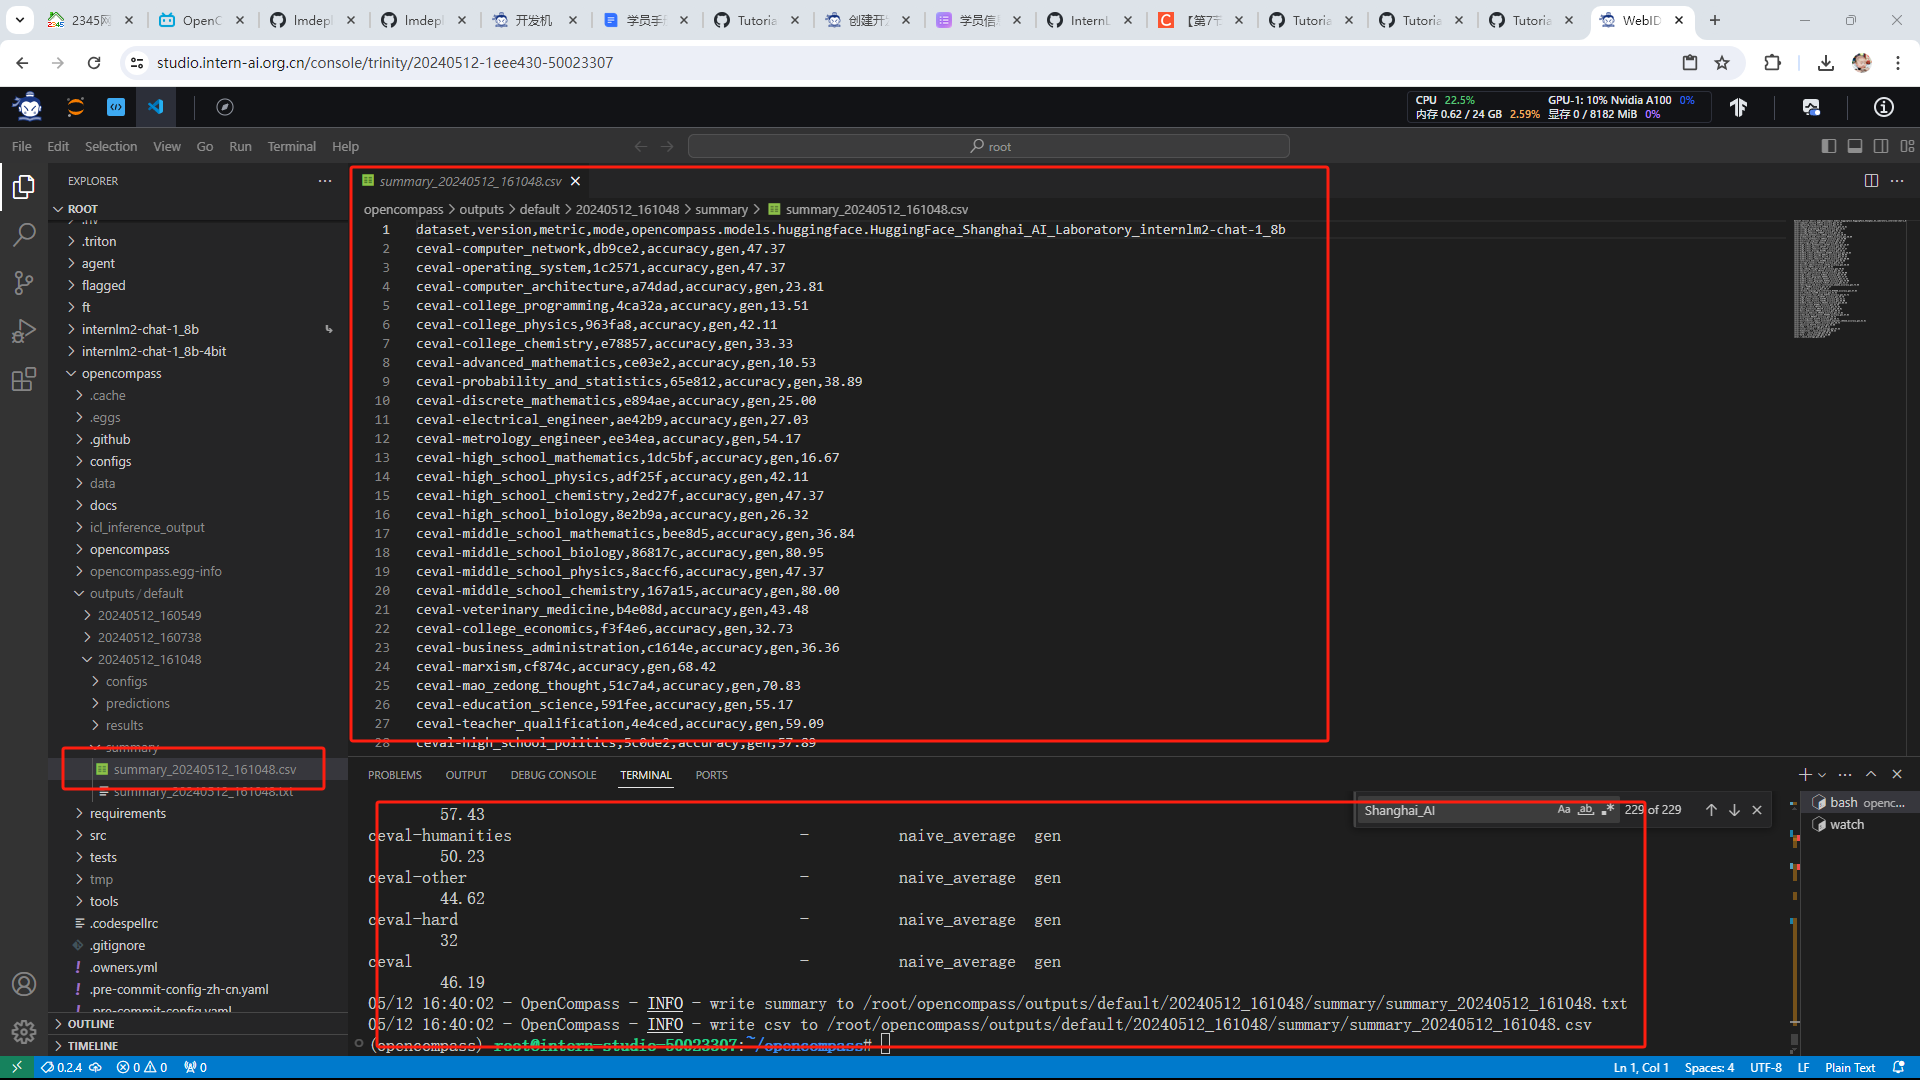 2345网
OpenC
lmdepl
lmdepl
开发机
学员手
Tutoria
创建开
学员信
InternL
【第7节
Tutoria
Tutoria
Tutoria
WebID
studio.intern-ai.org.cn/console/trinity/20240512-1eee430-50023307
CPU 22.5% GPU-1: 10% Nvidia A100 0%
内存 0.62 / 24 GB 2.59% 显存 0 / 8182 MiB 0%
File Edit Selection View Go Run Terminal Help
root
EXPLORER
ROOT
.triton
agent
flagged
ft
internlm2-chat-1_8b
internlm2-chat-1_8b-4bit
opencompass
.cache
.eggs
.github
configs
data
docs
icl_inference_output
opencompass
opencompass.egg-info
outputs / default
20240512_160549
20240512_160738
20240512_161048
configs
predictions
results
summary
summary_20240512_161048.csv
summary_20240512_161048.txt
requirements
src
tests
tmp
tools
.codespellrc
.gitignore
.owners.yml
.pre-commit-config-zh-cn.yaml
.pre-commit-config.yaml
OUTLINE
TIMELINE
summary_20240512_161048.csv
opencompass > outputs > default > 20240512_161048 > summary > summary_20240512_161048.csv
1 dataset,version,metric,mode,opencompass.models.huggingface.HuggingFace_Shanghai_AI_Laboratory_internlm2-chat-1_8b
2 ceval-computer_network,db9ce2,accuracy,gen,47.37
3 ceval-operating_system,1c2571,accuracy,gen,47.37
4 ceval-computer_architecture,a74dad,accuracy,gen,23.81
5 ceval-college_programming,4ca32a,accuracy,gen,13.51
6 ceval-college_physics,963fa8,accuracy,gen,42.11
7 ceval-college_chemistry,e78857,accuracy,gen,33.33
8 ceval-advanced_mathematics,ce03e2,accuracy,gen,10.53
9 ceval-probability_and_statistics,65e812,accuracy,gen,38.89
10 ceval-discrete_mathematics,e894ae,accuracy,gen,25.00
11 ceval-electrical_engineer,ae42b9,accuracy,gen,27.03
12 ceval-metrology_engineer,ee34ea,accuracy,gen,54.17
13 ceval-high_school_mathematics,1dc5bf,accuracy,gen,16.67
14 ceval-high_school_physics,adf25f,accuracy,gen,42.11
15 ceval-high_school_chemistry,2ed27f,accuracy,gen,47.37
16 ceval-high_school_biology,8e2b9a,accuracy,gen,26.32
17 ceval-middle_school_mathematics,bee8d5,accuracy,gen,36.84
18 ceval-middle_school_biology,86817c,accuracy,gen,80.95
19 ceval-middle_school_physics,8accf6,accuracy,gen,47.37
20 ceval-middle_school_chemistry,167a15,accuracy,gen,80.00
21 ceval-veterinary_medicine,b4e08d,accuracy,gen,43.48
22 ceval-college_economics,f3f4e6,accuracy,gen,32.73
23 ceval-business_administration,c1614e,accuracy,gen,36.36
24 ceval-marxism,cf874c,accuracy,gen,68.42
25 ceval-mao_zedong_thought,51c7a4,accuracy,gen,70.83
26 ceval-education_science,591fee,accuracy,gen,55.17
27 ceval-teacher_qualification,4e4ced,accuracy,gen,59.09
28 ceval-high_school_politics,5c0de2,accuracy,gen,57.89
PROBLEMS OUTPUT DEBUG CONSOLE TERMINAL PORTS
Shanghai_AI Aa ab 229 of 229
bash openc...
watch
57.43
ceval-humanities - naive_average gen
50.23
ceval-other - naive_average gen
44.62
ceval-hard - naive_average gen
32
ceval - naive_average gen
46.19
05/12 16:40:02 - OpenCompass - INFO - write summary to /root/opencompass/outputs/default/20240512_161048/summary/summary_20240512_161048.txt
05/12 16:40:02 - OpenCompass - INFO - write csv to /root/opencompass/outputs/default/20240512_161048/summary/summary_20240512_161048.csv
(opencompass) root@intern-studio-50023307:~/opencompass#
0.2.4 0 0 0 Ln 1, Col 1 Spaces: 4 UTF-8 LF Plain Text